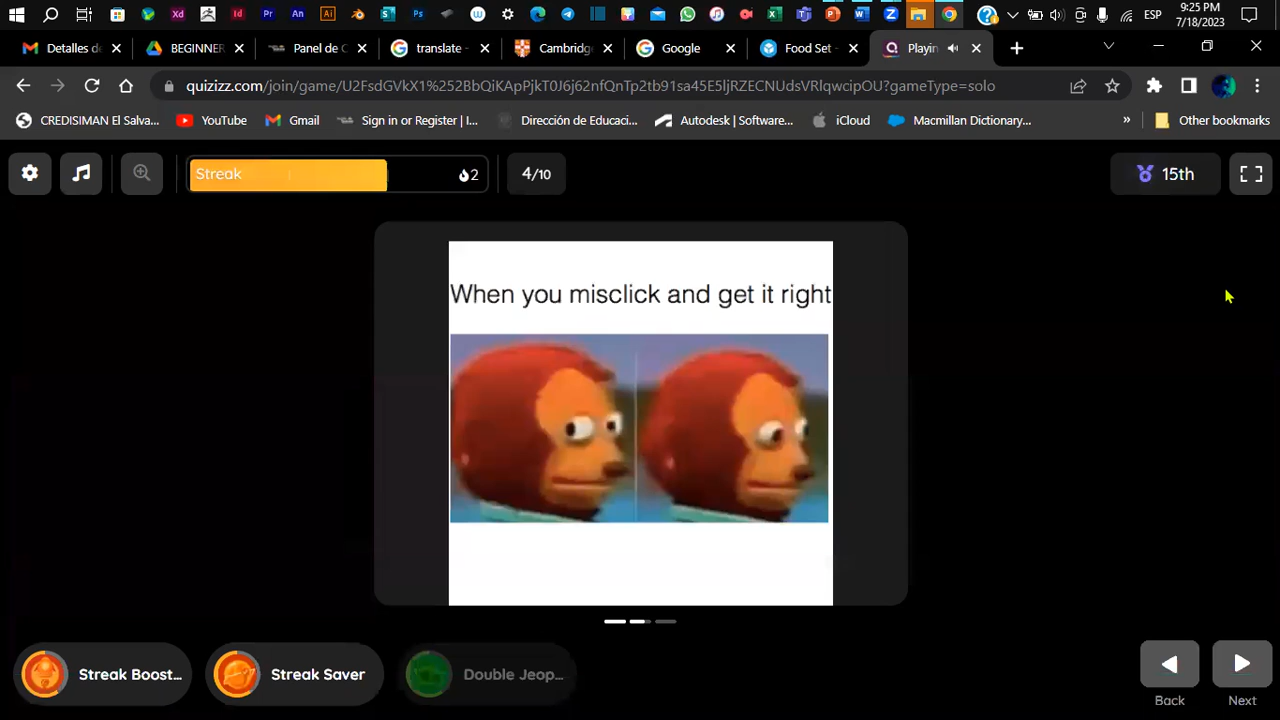 9:25 PM
ESP
7/18/2023
Detalles de
BEGINNER
Panel de C
translate -
Cambridg
Google
Food Set -
Playin
quizizz.com/join/game/U2FsdGVkX1%252BbQiKApPjkT0J6j62nfQnTp2tb91sa45E5ljRZECNUdsVRlqwcipOU?gameType=solo
CREDISIMAN El Salva...
YouTube
Gmail
Sign in or Register | I...
Dirección de Educaci...
Autodesk | Software...
iCloud
Macmillan Dictionary...
»
Other bookmarks
Streak
2
4/10
15th
When you misclick and get it right
Streak Boost...
Streak Saver
Double Jeop...
Back
Next